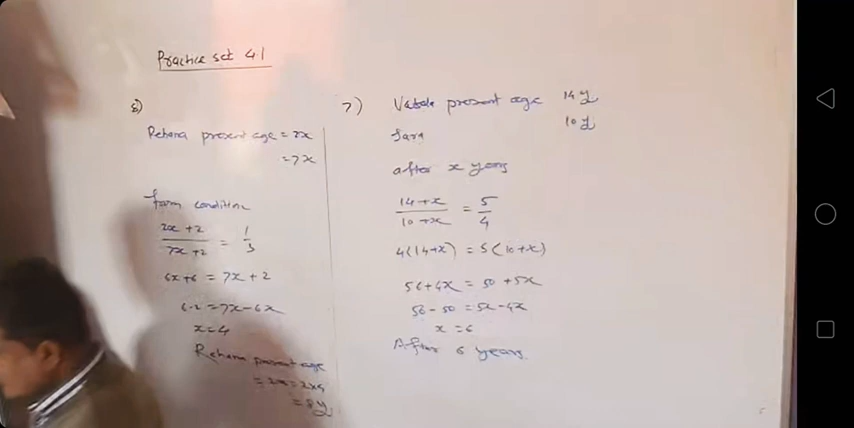 Practice set 41
8)
Rehana present age = 2x
= 7x
from condition
2x + 2 / 7x + 2 = 1 / 3
6x + 6 = 7x + 2
6 - 2 = 7x - 6x
x = 4
Rehana present age
= 2x = 2x4
= 8y
7) present age 14 y
Sara 10 y
after x years
14 + x / 10 + x = 5 / 4
4(14+x) = 5(10+x)
56 + 4x = 50 + 5x
56 - 50 = 5x - 4x
x = 6
After 6 years